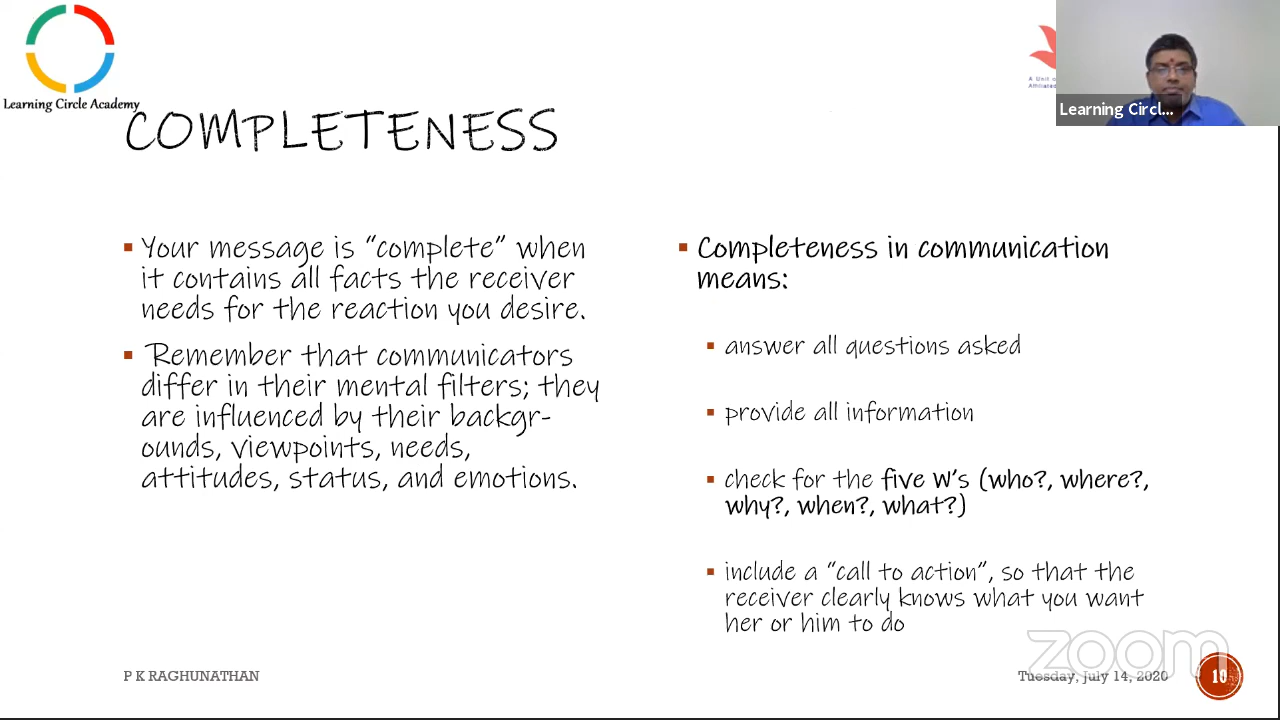 Learning Circle Academy
A Unit o
Affiliated
Learning Circl...
COMPLETENESS
Your message is “complete” when
it contains all facts the receiver
needs for the reaction you desire.
Remember that communicators
differ in their mental filters; they
are influenced by their backgr-
ounds, viewpoints, needs,
attitudes, status, and emotions.
Completeness in communication
means:
answer all questions asked
provide all information
check for the five W's (who?, where?,
why?, when?, what?)
include a “call to action”, so that the
receiver clearly knows what you want
her or him to do
zoom
P K RAGHUNATHAN
Tuesday, July 14, 2020
10